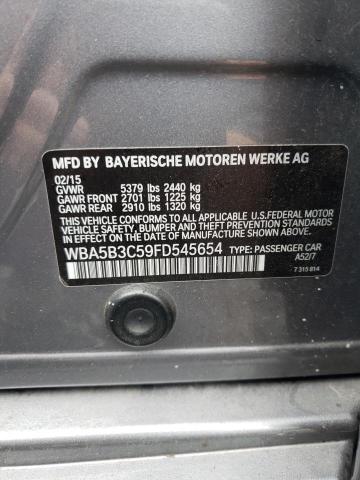 MFD BY BAYERISCHE MOTOREN WERKE AG
02/15
GVWR 5379 lbs 2440 kg
GAWR FRONT 2701 lbs 1225 kg
GAWR REAR 2910 lbs 1320 kg
THIS VEHICLE CONFORMS TO ALL APPLICABLE U.S.FEDERAL MOTOR
VEHICLE SAFETY, BUMPER, AND THEFT PREVENTION STANDARDS IN
EFFECT ON THE DATE OF MANUFACTURE SHOWN ABOVE.
WBA5B3C59FD545654 TYPE: PASSENGER CAR
A52/7
7 315 814